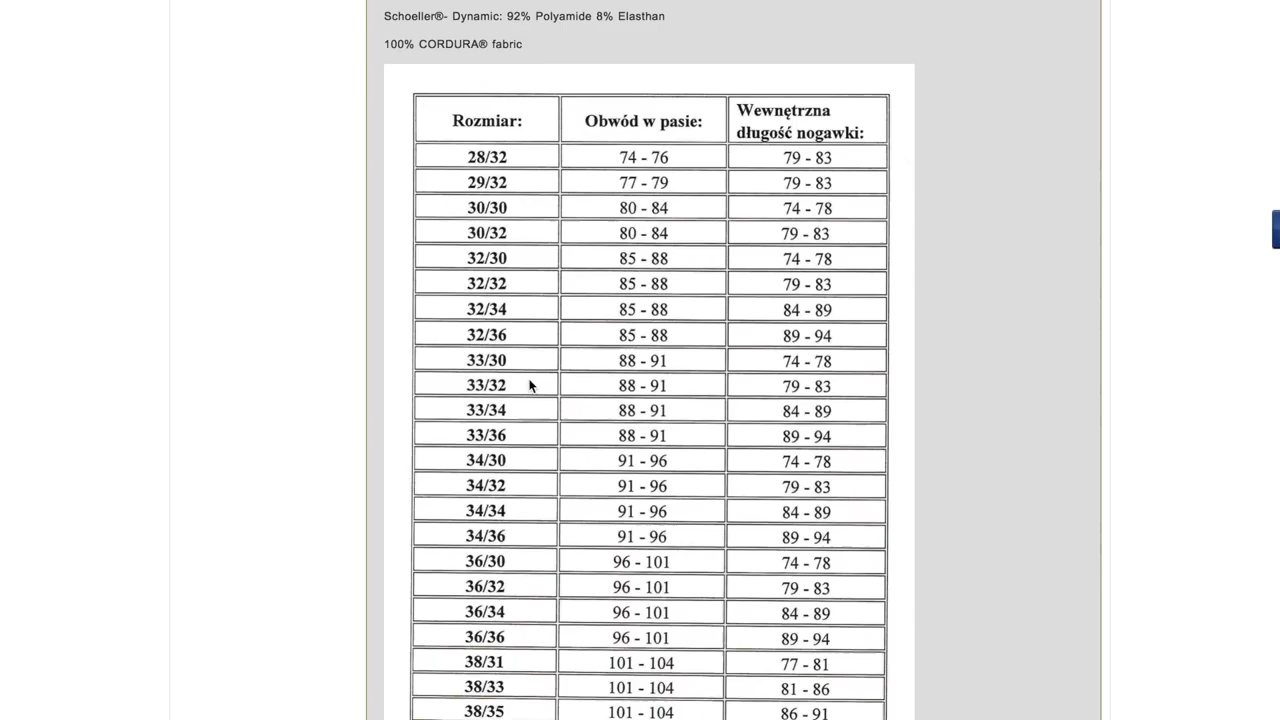 Schoeller®- Dynamic: 92% Polyamide 8% Elasthan
100% CORDURA® fabric
Rozmiar: Obwód w pasie: Wewnętrzna długość nogawki:
28/32 74 - 76 79 - 83
29/32 77 - 79 79 - 83
30/30 80 - 84 74 - 78
30/32 80 - 84 79 - 83
32/30 85 - 88 74 - 78
32/32 85 - 88 79 - 83
32/34 85 - 88 84 - 89
32/36 85 - 88 89 - 94
33/30 88 - 91 74 - 78
33/32 88 - 91 79 - 83
33/34 88 - 91 84 - 89
33/36 88 - 91 89 - 94
34/30 91 - 96 74 - 78
34/32 91 - 96 79 - 83
34/34 91 - 96 84 - 89
34/36 91 - 96 89 - 94
36/30 96 - 101 74 - 78
36/32 96 - 101 79 - 83
36/34 96 - 101 84 - 89
36/36 96 - 101 89 - 94
38/31 101 - 104 77 - 81
38/33 101 - 104 81 - 86
38/35 101 - 104 86 - 91